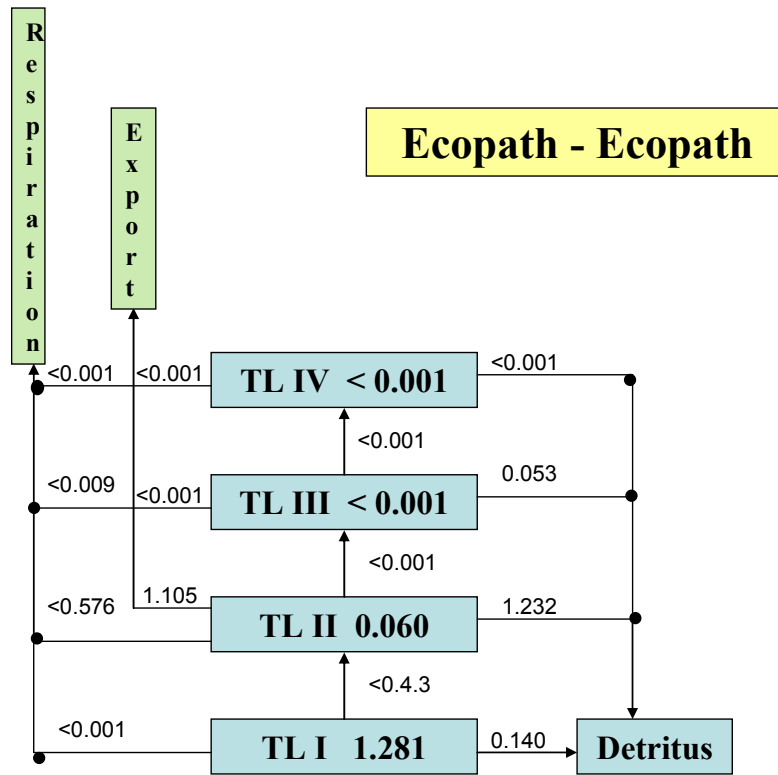 Respiration
Export
Ecopath - Ecopath
<0.001
<0.001
TL IV < 0.001
<0.001
<0.001
<0.009
<0.001
TL III < 0.001
0.053
<0.001
<0.576
1.105
TL II 0.060
1.232
<0.4.3
<0.001
TL I 1.281
0.140
Detritus